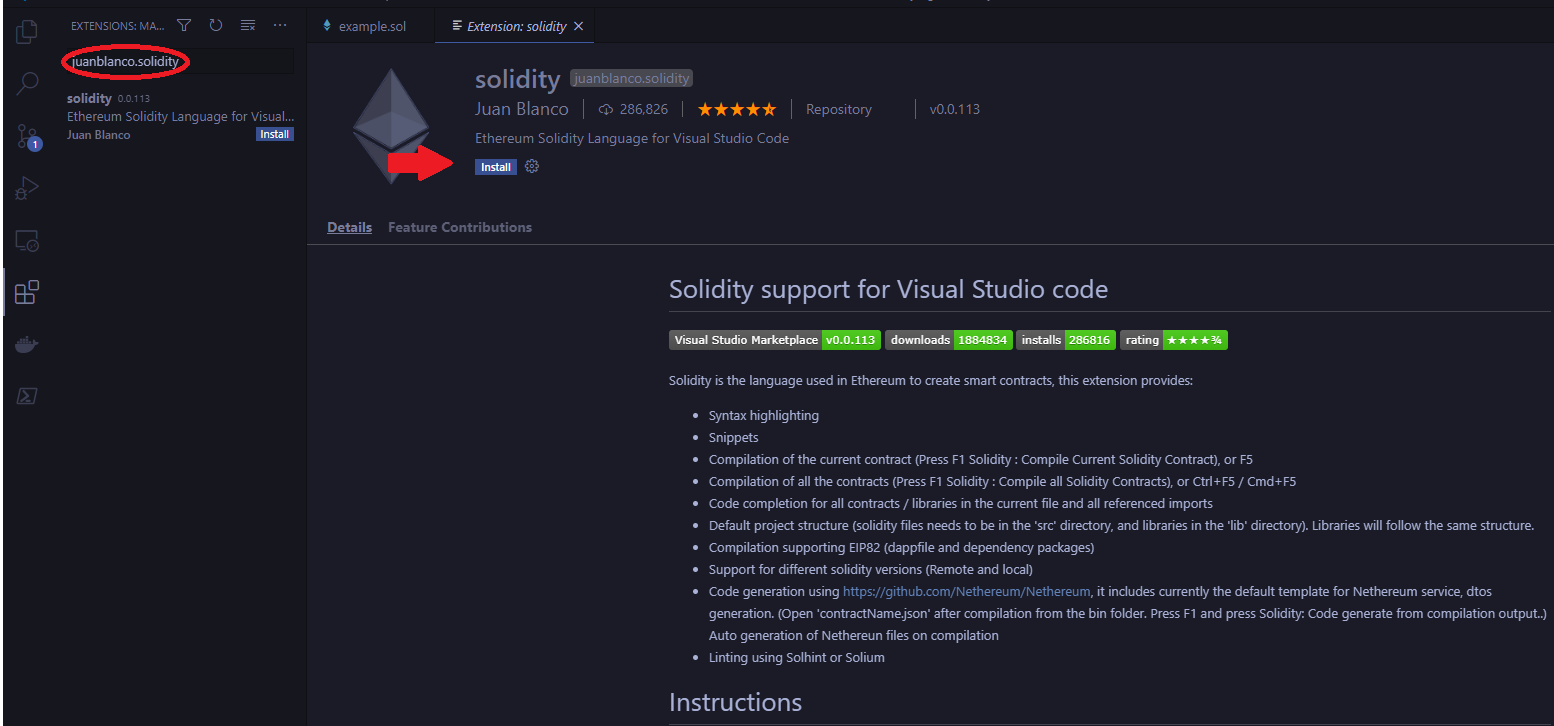 EXTENSIONS: MA...
example.sol
Extension: solidity
juanblanco.solidity
solidity 0.0.113
Ethereum Solidity Language for Visual...
Juan Blanco
Install
1
solidity juanblanco.solidity
Juan Blanco 286,826 Repository v0.0.113
Ethereum Solidity Language for Visual Studio Code
Install
Details Feature Contributions
Solidity support for Visual Studio code
Visual Studio Marketplace v0.0.113 downloads 1884834 installs 286816 rating ★★★★¾
Solidity is the language used in Ethereum to create smart contracts, this extension provides:
• Syntax highlighting
• Snippets
• Compilation of the current contract (Press F1 Solidity : Compile Current Solidity Contract), or F5
• Compilation of all the contracts (Press F1 Solidity : Compile all Solidity Contracts), or Ctrl+F5 / Cmd+F5
• Code completion for all contracts / libraries in the current file and all referenced imports
• Default project structure (solidity files needs to be in the 'src' directory, and libraries in the 'lib' directory). Libraries will follow the same structure.
• Compilation supporting EIP82 (dappfile and dependency packages)
• Support for different solidity versions (Remote and local)
• Code generation using https://github.com/Nethereum/Nethereum, it includes currently the default template for Nethereum service, dtos
generation. (Open 'contractName.json' after compilation from the bin folder. Press F1 and press Solidity: Code generate from compilation output..)
Auto generation of Nethereun files on compilation
• Linting using Solhint or Solium
Instructions